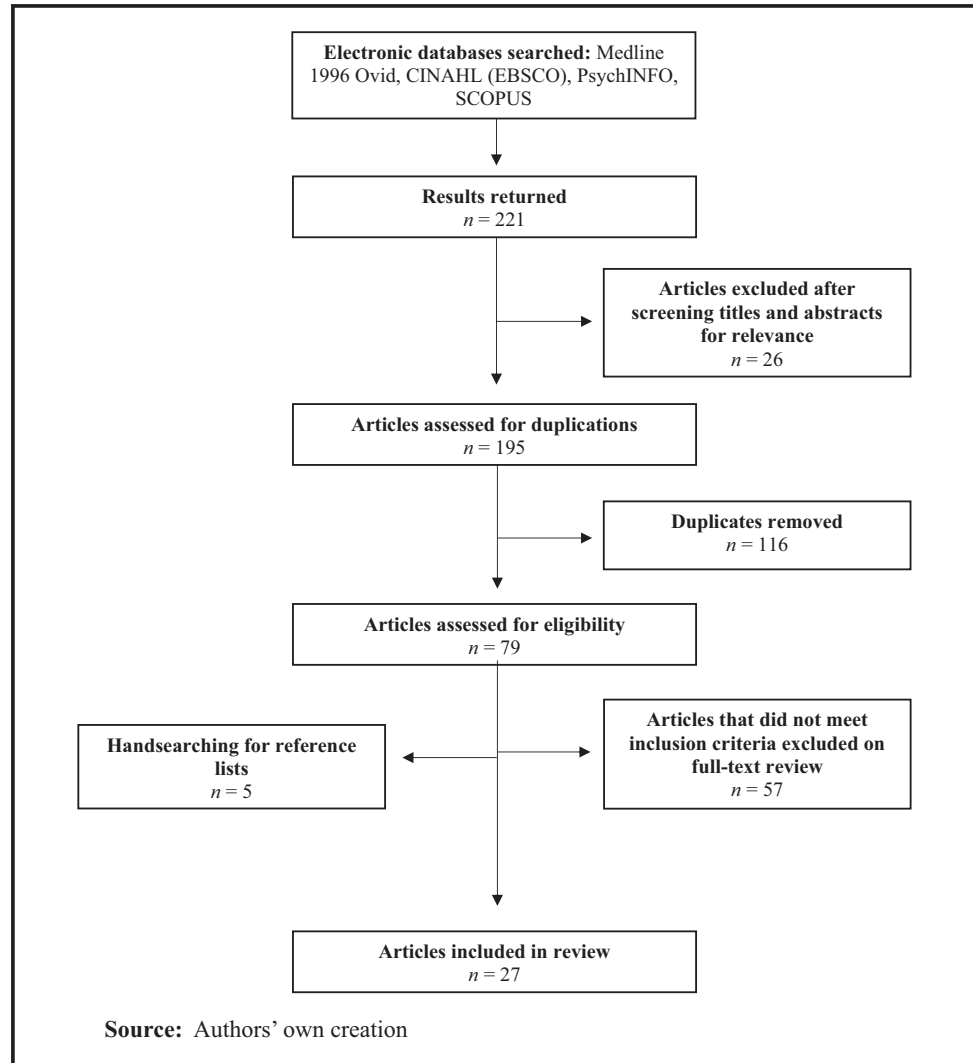 Electronic databases searched: Medline
1996 Ovid, CINAHL (EBSCO), PsychINFO,
SCOPUS
Results returned
n = 221
Articles excluded after
screening titles and abstracts
for relevance
n = 26
Articles assessed for duplications
n = 195
Duplicates removed
n = 116
Articles assessed for eligibility
n = 79
Handsearching for reference
lists
n = 5
Articles that did not meet
inclusion criteria excluded on
full-text review
n = 57
Articles included in review
n = 27
Source: Authors' own creation